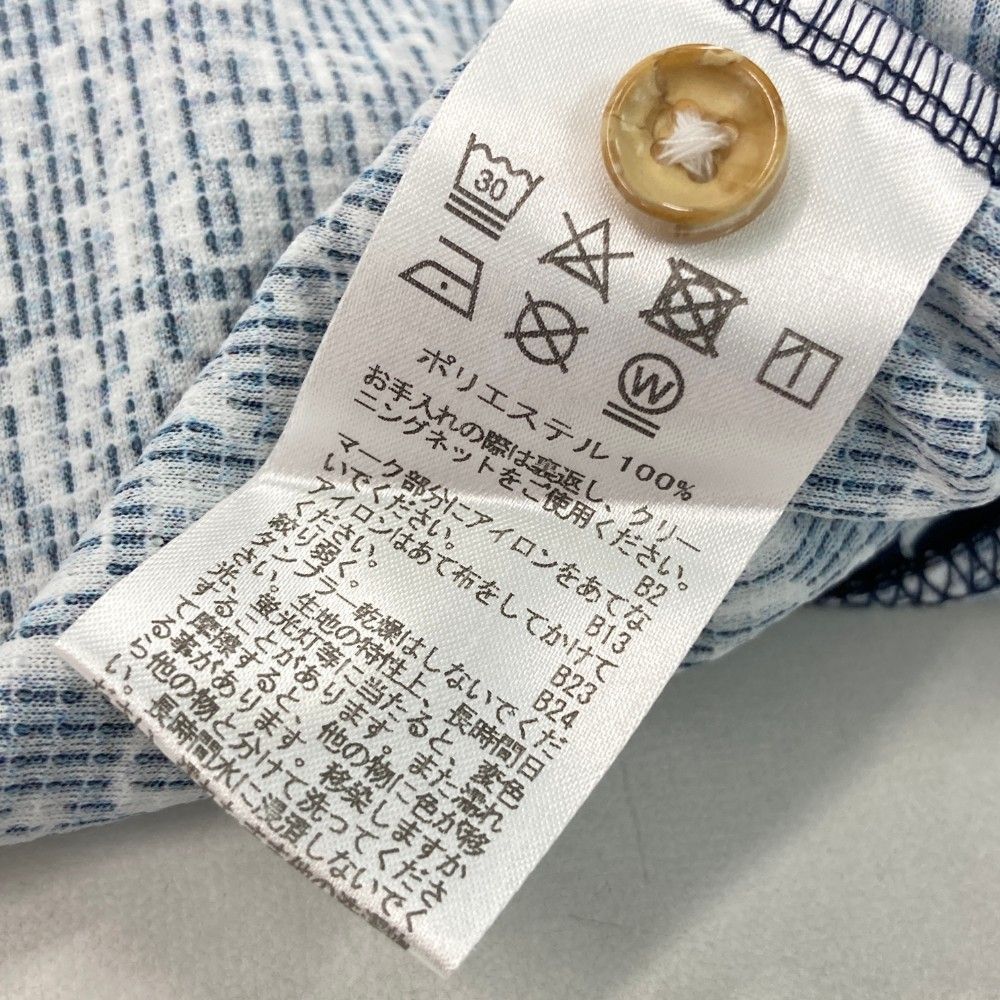 30
W
ポリエステル 100%
お手入れの際は裏返し、クリー
ニングネットをご使用ください。
B2
マーク部分にアイロンをあてな
いでください。
B13
アイロンはあて布をしてかけて
ください。
B23
絞り弱く。
B24
タンブラー乾燥はしないでくだ
さい。生地の特性上、長時間日
光、蛍光灯等に当たると、変色
することがあります。また濡れ
て摩擦すると、他の物に色が移
る事があります。移染しますか
ら他の物と分けて洗ってくださ
い。長時間水に浸漬しないでく